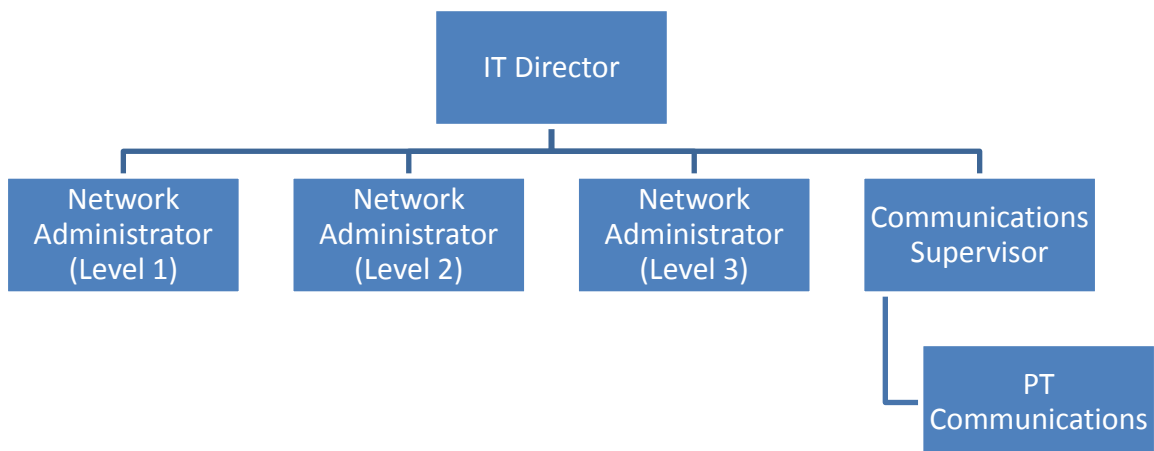 IT Director
Network
Administrator
(Level 1)
Network
Administrator
(Level 2)
Network
Administrator
(Level 3)
Communications
Supervisor
PT
Communications